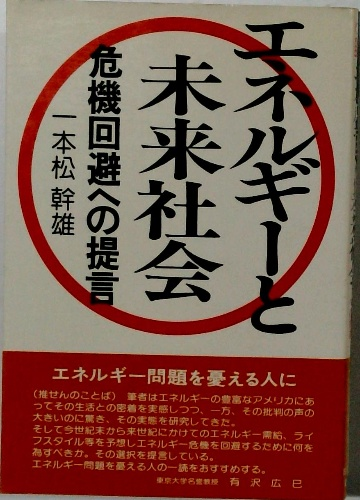 エネルギーと
未来社会
危機回避への提言
一本松 幹雄
エネルギー問題を憂える人に
（推せんのことば） 筆者はエネルギーの豊富なアメリカにあ
ってその生活との密着を実感しつつ、一方、その批判の声の
大きいのに驚き、その実態を研究してきた。
そして今世紀末から来世紀にかけてのエネルギー需給、ライ
フスタイル等を予想しエネルギー危機を回避するために何を
為すべきか。その選択を提言している。
エネルギー問題を憂える人の一読をおすすめする。
東京大学名誉教授 有沢広巳